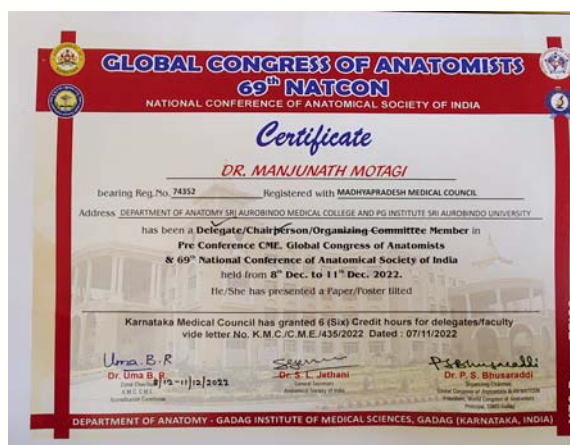 GLOBAL CONGRESS OF ANATOMISTS
69th NATCON
NATIONAL CONFERENCE OF ANATOMICAL SOCIETY OF INDIA
Certificate
DR. MANJUNATH MOTAGI
bearing Reg.No. 74352 Registered with MADHYAPRADESH MEDICAL COUNCIL
Address DEPARTMENT OF ANATOMY SRI AUROBINDO MEDICAL COLLEGE AND PG INSTITUTE SRI AUROBINDO UNIVERSITY
has been a Delegate/Chairperson/Organizing Committee Member in
Pre Conference CME, Global Congress of Anatomists
& 69th National Conference of Anatomical Society of India
held from 8th Dec. to 11th Dec. 2022.
He/She has presented a Paper/Poster tilted
Karnataka Medical Council has granted 6 (Six) Credit hours for delegates/faculty
vide letter No. K.M.C./C.M.E./435/2022 Dated : 07/11/2022
Uma.B.R
Dr. Uma B. R. Dr. S. L. Jethani Dr. P. S. Bhusaraddi
8/12-11/12/2022
K.M.C. C.M.E.
General Secretary
Anatomical Society of India
Organizing Chairman
DEPARTMENT OF ANATOMY - GADAG INSTITUTE OF MEDICAL SCIENCES, GADAG (KARNATAKA, INDIA)